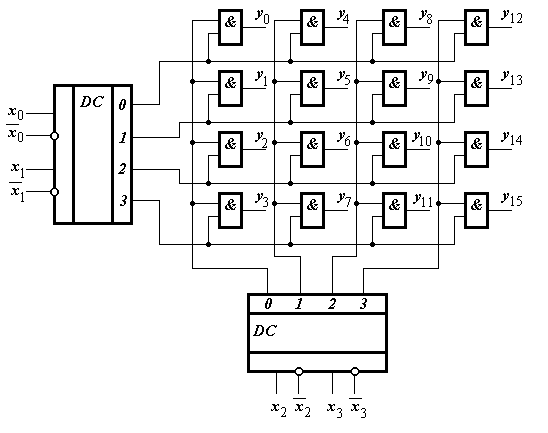 & y₀ & y₄ & y₈ & y₁₂
& y₁ & y₅ & y₉ & y₁₃
& y₂ & y₆ & y₁₀ & y₁₄
& y₃ & y₇ & y₁₁ & y₁₅
DC 0
x₀
x̅₀ 1
x₁ 2
x̅₁ 3
0 1 2 3
DC
x₂ x̅₂ x₃ x̅₃